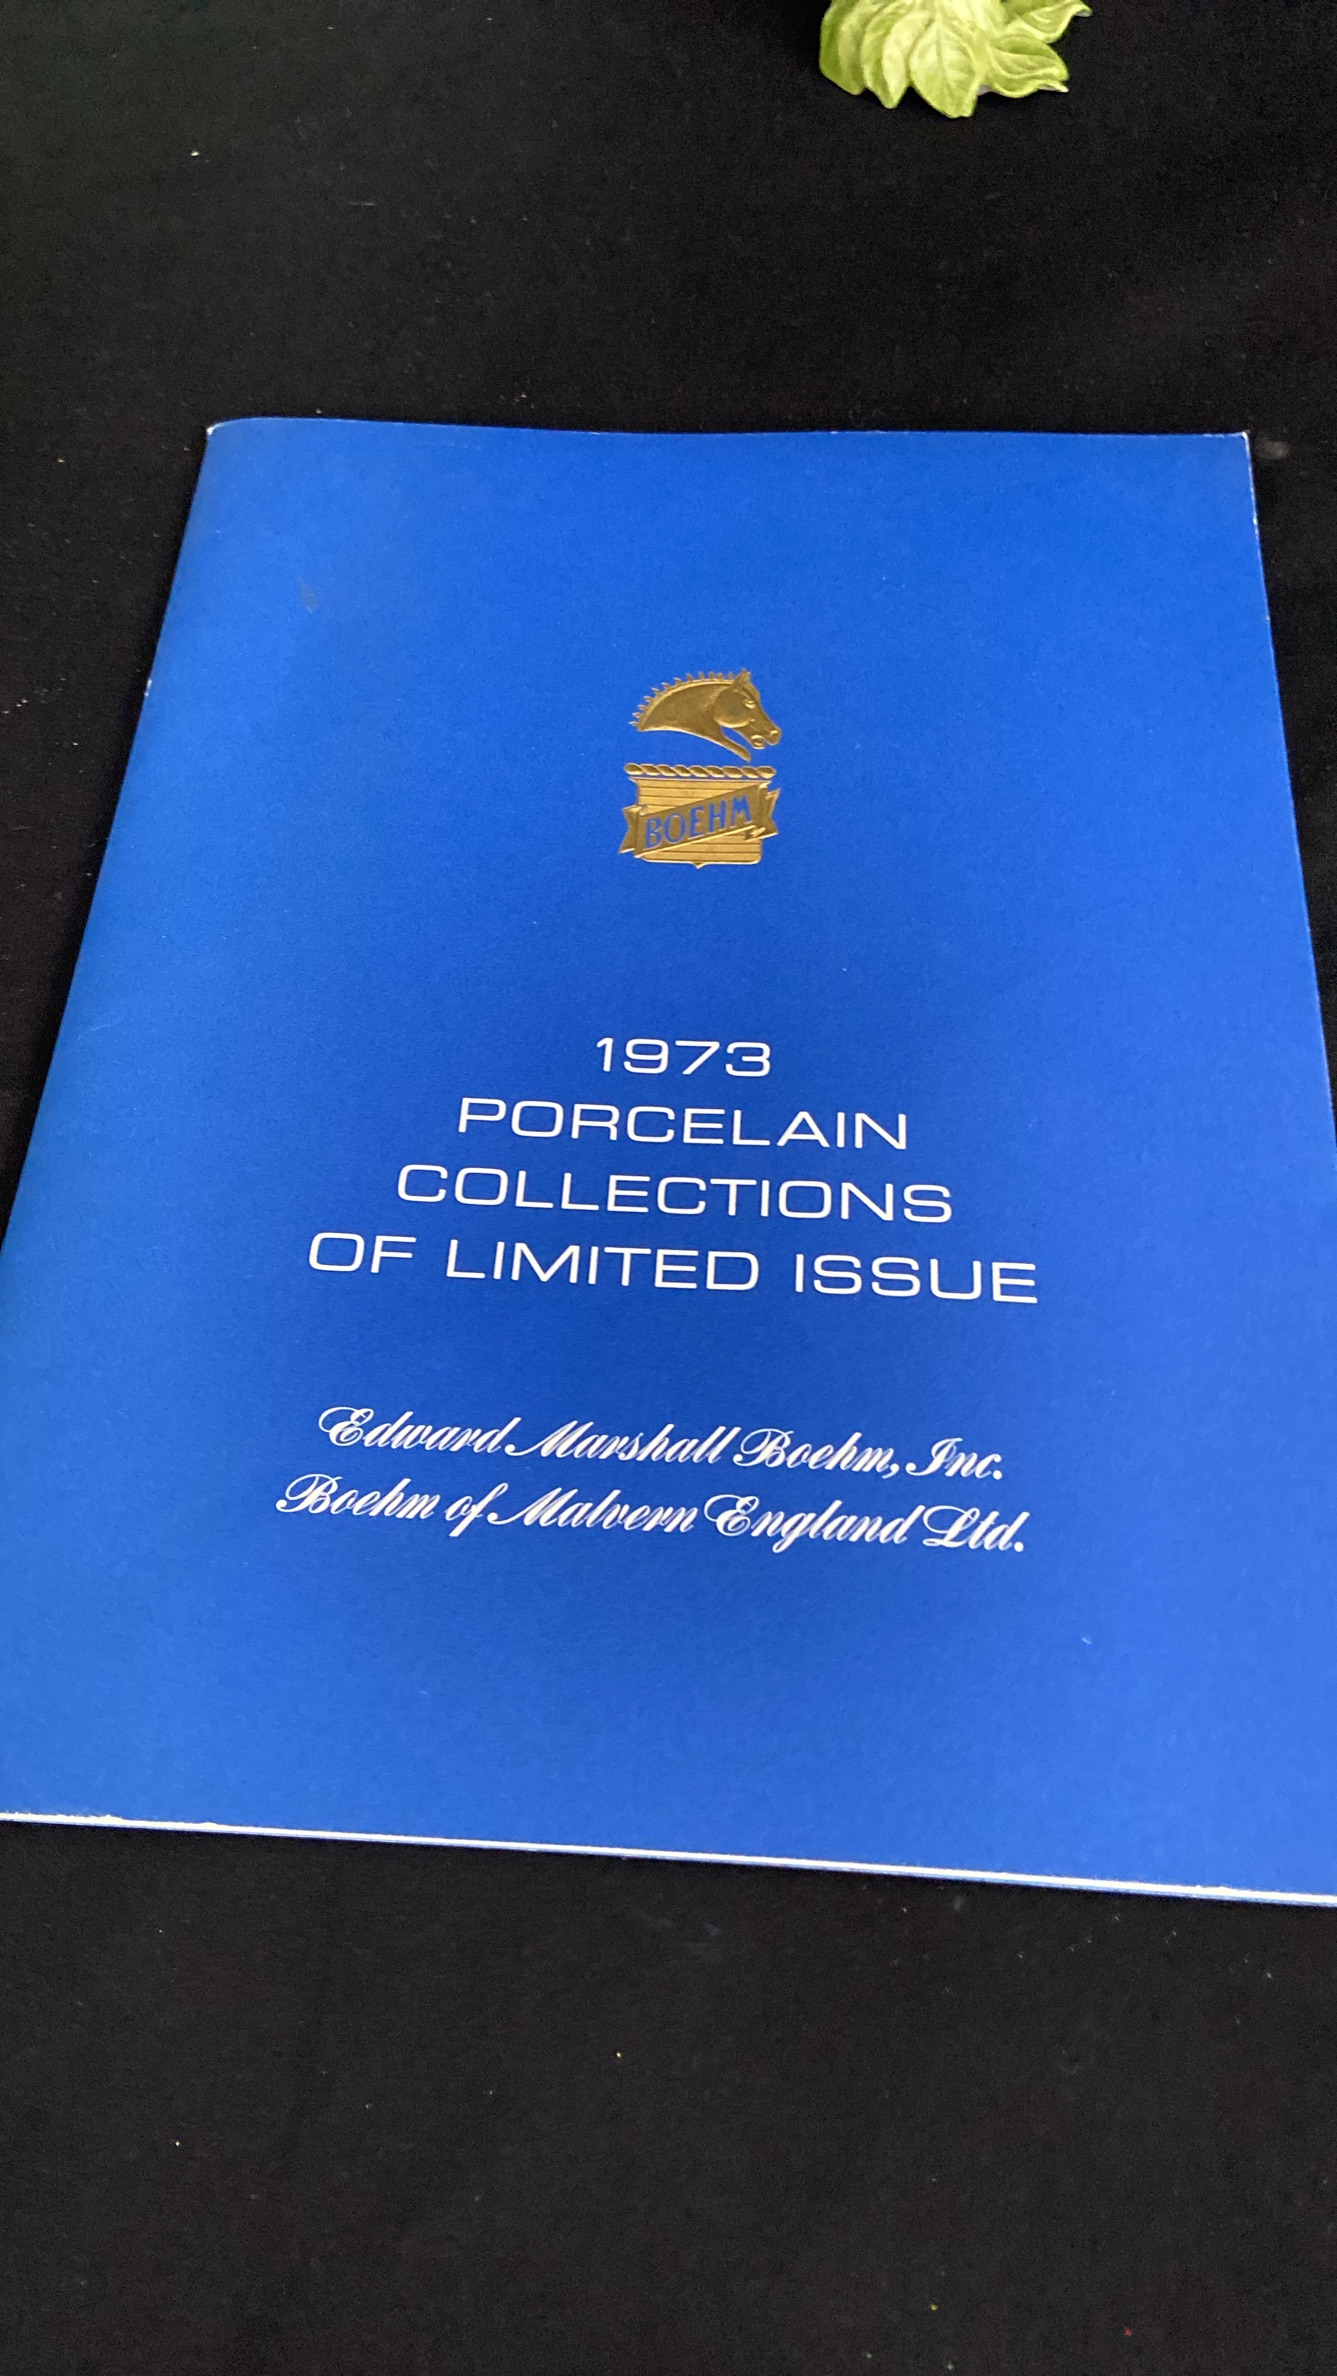 BOEHM
1973
PORCELAIN
COLLECTIONS
OF LIMITED ISSUE
Edward Marshall Boehm, Inc.
Boehm of Malvern England Ltd.